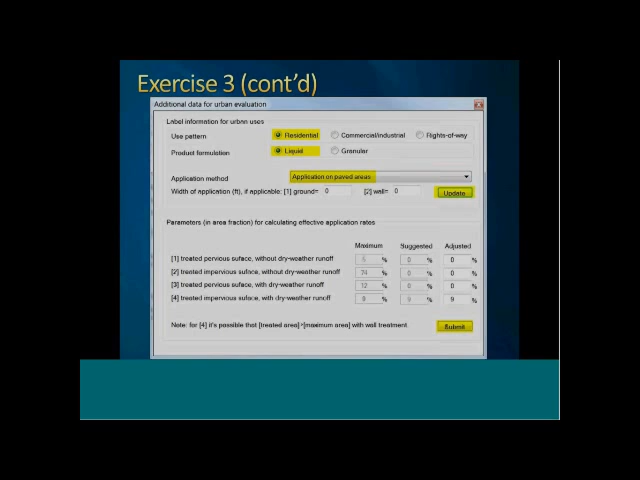 Exercise 3 (cont'd)
Additional data for urban evaluation
Label information for urban uses
Use pattern Residential Commercial/industrial Rights-of-way
Product formulation Liquid Granular
Application method Application on paved areas
Width of application (ft), if applicable: [1] ground= 0 [2] wall= 0 Update
Parameters (in area fraction) for calculating effective application rates
Maximum Suggested Adjusted
[1] treated pervious suface, without dry-weather runoff 5 % 0 % 0 %
[2] treated impervious suface, without dry-weather runoff 74 % 0 % 0 %
[3] treated pervious suface, with dry-weather runoff 12 % 0 % 0 %
[4] treated impervious suface, with dry-weather runoff 9 % 9 % 9 %
Note: for [4] it's possible that [treated area]>[maximum area] with wall treatment. Submit